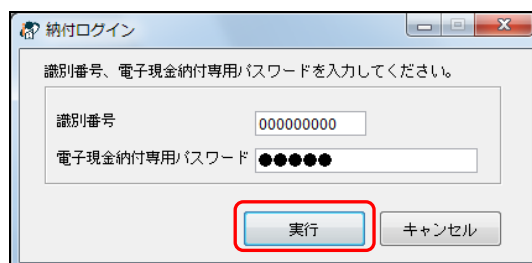 納付ログイン
識別番号、電子現金納付専用パスワードを入力してください。
識別番号 000000000
電子現金納付専用パスワード ●●●●●
実行 キャンセル